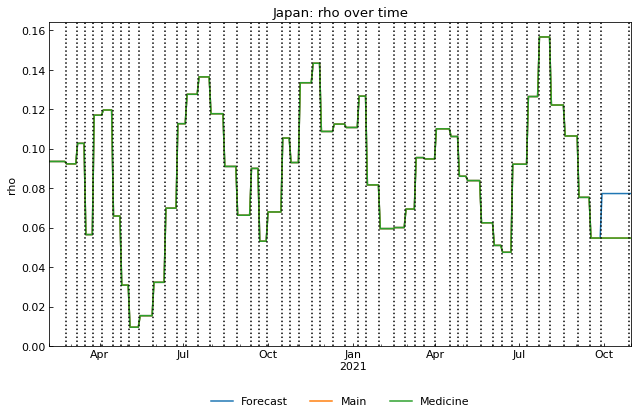 Japan: rho over time
0.16
0.14
0.12
0.10
0.08
0.06
0.04
0.02
0.00
rho
Apr Jul Oct Jan Apr Jul Oct
2021
Forecast Main Medicine